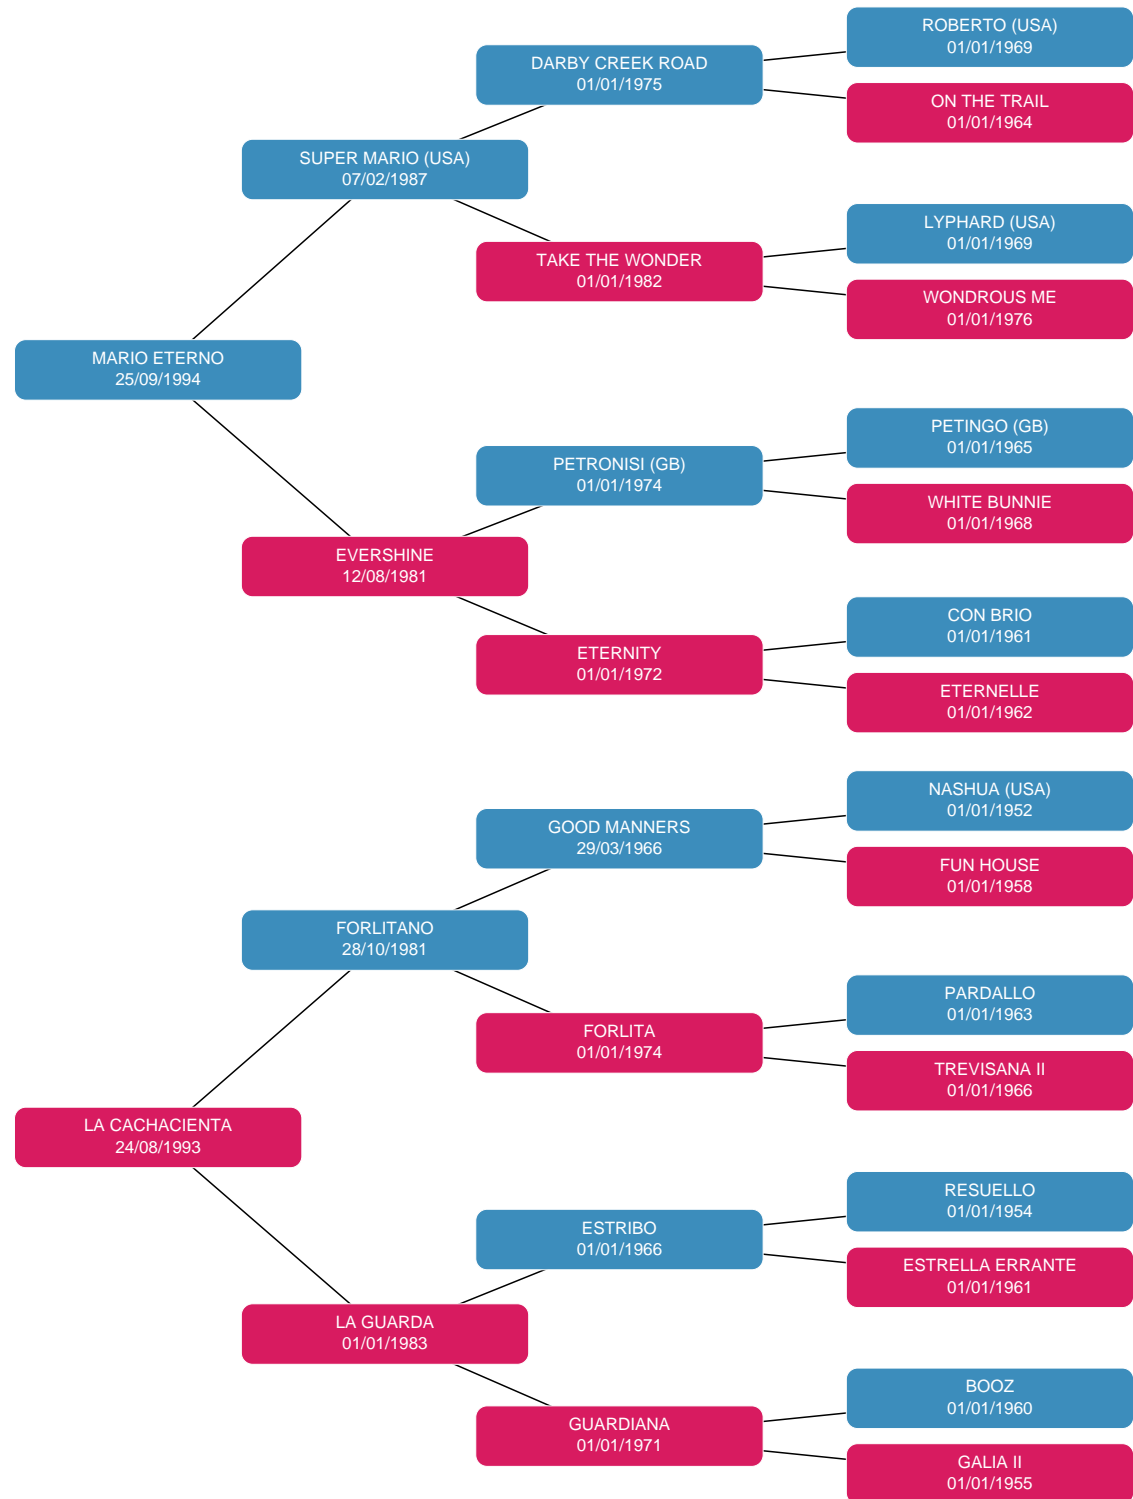 ROBERTO (USA)
01/01/1969
DARBY CREEK ROAD
01/01/1975
ON THE TRAIL
01/01/1964
SUPER MARIO (USA)
07/02/1987
LYPHARD (USA)
01/01/1969
TAKE THE WONDER
01/01/1982
WONDROUS ME
01/01/1976
MARIO ETERNO
25/09/1994
PETINGO (GB)
01/01/1965
PETRONISI (GB)
01/01/1974
WHITE BUNNIE
01/01/1968
EVERSHINE
12/08/1981
CON BRIO
01/01/1961
ETERNITY
01/01/1972
ETERNELLE
01/01/1962
NASHUA (USA)
01/01/1952
GOOD MANNERS
29/03/1966
FUN HOUSE
01/01/1958
FORLITANO
28/10/1981
PARDALLO
01/01/1963
FORLITA
01/01/1974
TREVISANA II
01/01/1966
LA CACHACIENTA
24/08/1993
RESUELLO
01/01/1954
ESTRIBO
01/01/1966
ESTRELLA ERRANTE
01/01/1961
LA GUARDA
01/01/1983
BOOZ
01/01/1960
GUARDIANA
01/01/1971
GALIA II
01/01/1955